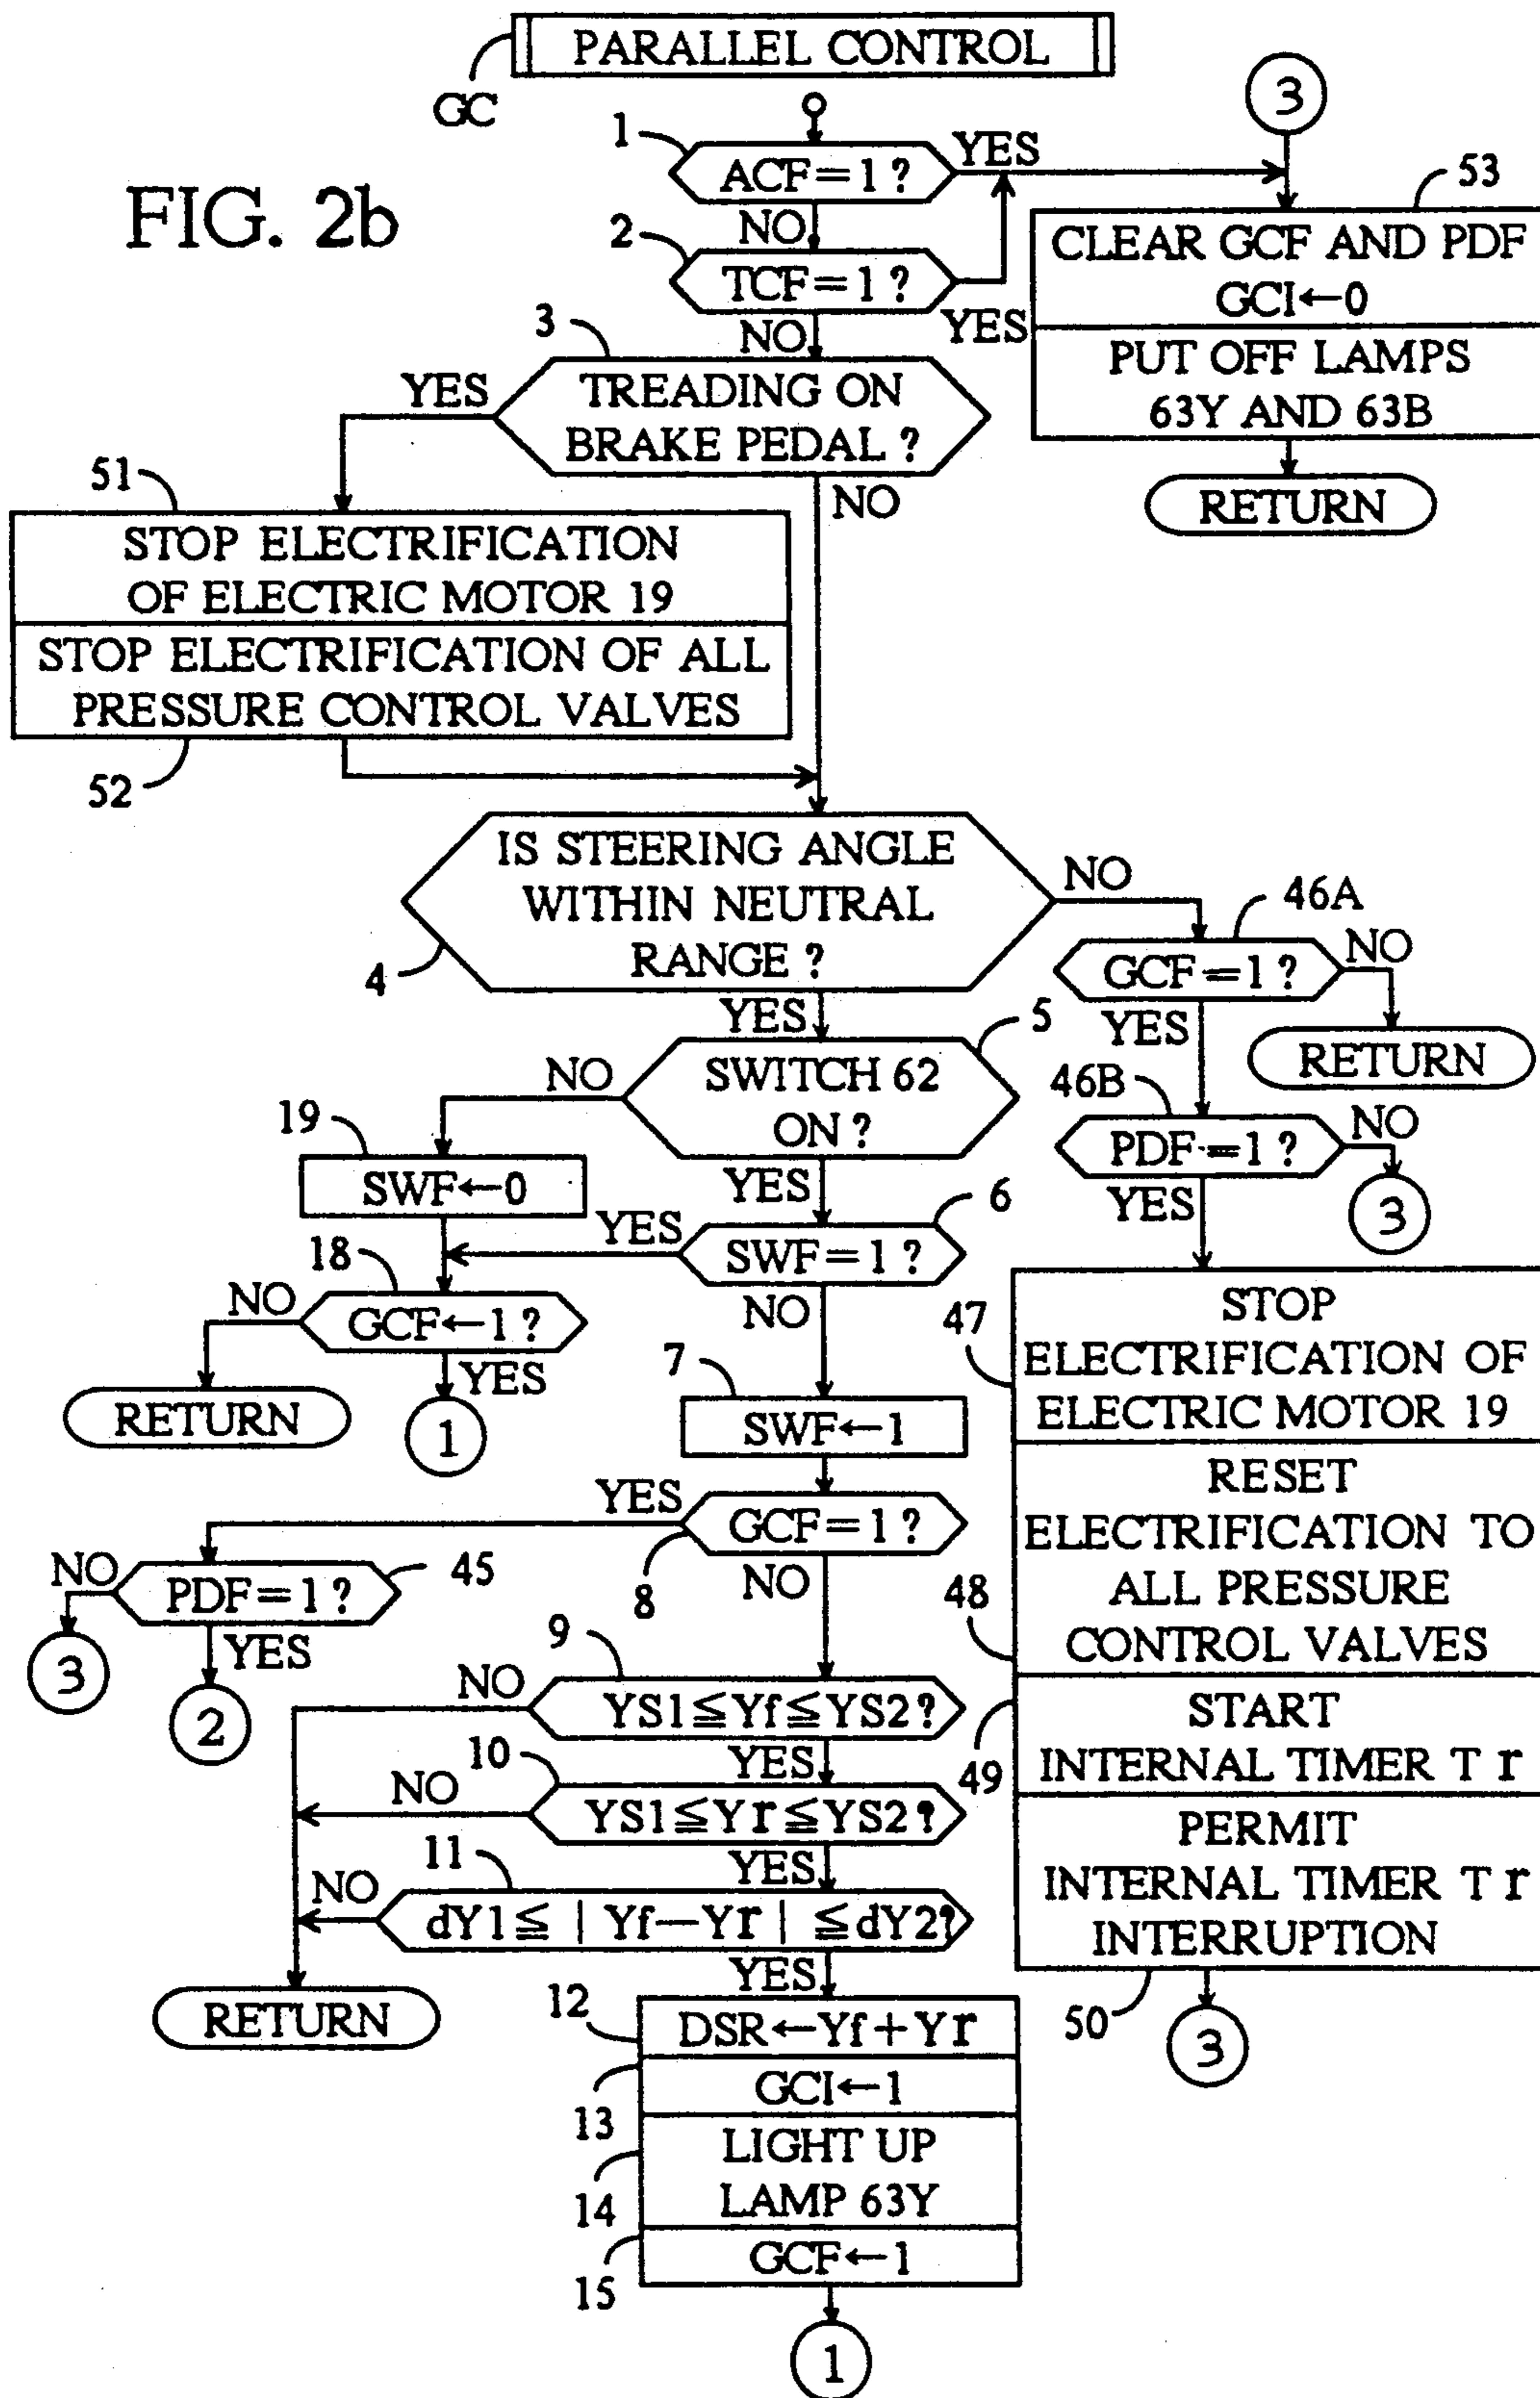 PARALLEL CONTROL
GC
FIG. 2b
3
1
ACF=1?
YES
NO
2
TCF=1?
YES
NO
53
CLEAR GCF AND PDF
GCI←0
PUT OFF LAMPS
63Y AND 63B
RETURN
3
TREADING ON
BRAKE PEDAL?
YES
NO
51
STOP ELECTRIFICATION
OF ELECTRIC MOTOR 19
STOP ELECTRIFICATION OF ALL
PRESSURE CONTROL VALVES
52
IS STEERING ANGLE
WITHIN NEUTRAL
RANGE?
4
NO
YES
46A
GCF=1?
NO
YES
RETURN
5
SWITCH 62
ON?
NO
YES
46B
PDF=1?
NO
YES
3
19
SWF←0
6
SWF=1?
YES
NO
18
GCF←1?
NO
YES
RETURN
1
7
SWF←1
8
GCF=1?
YES
NO
45
PDF=1?
NO
YES
3
2
47
STOP
ELECTRIFICATION OF
ELECTRIC MOTOR 19
48
RESET
ELECTRIFICATION TO
ALL PRESSURE
CONTROL VALVES
49
START
INTERNAL TIMER Tr
PERMIT
INTERNAL TIMER Tr
INTERRUPTION
50
3
9
YS1≦Yf≦YS2?
NO
YES
10
YS1≦Yr≦YS2?
NO
YES
11
dY1≦|Yf−Yr|≦dY2?
NO
YES
RETURN
12
DSR←Yf+Yr
13
GCI←1
14
LIGHT UP
LAMP 63Y
15
GCF←1
1